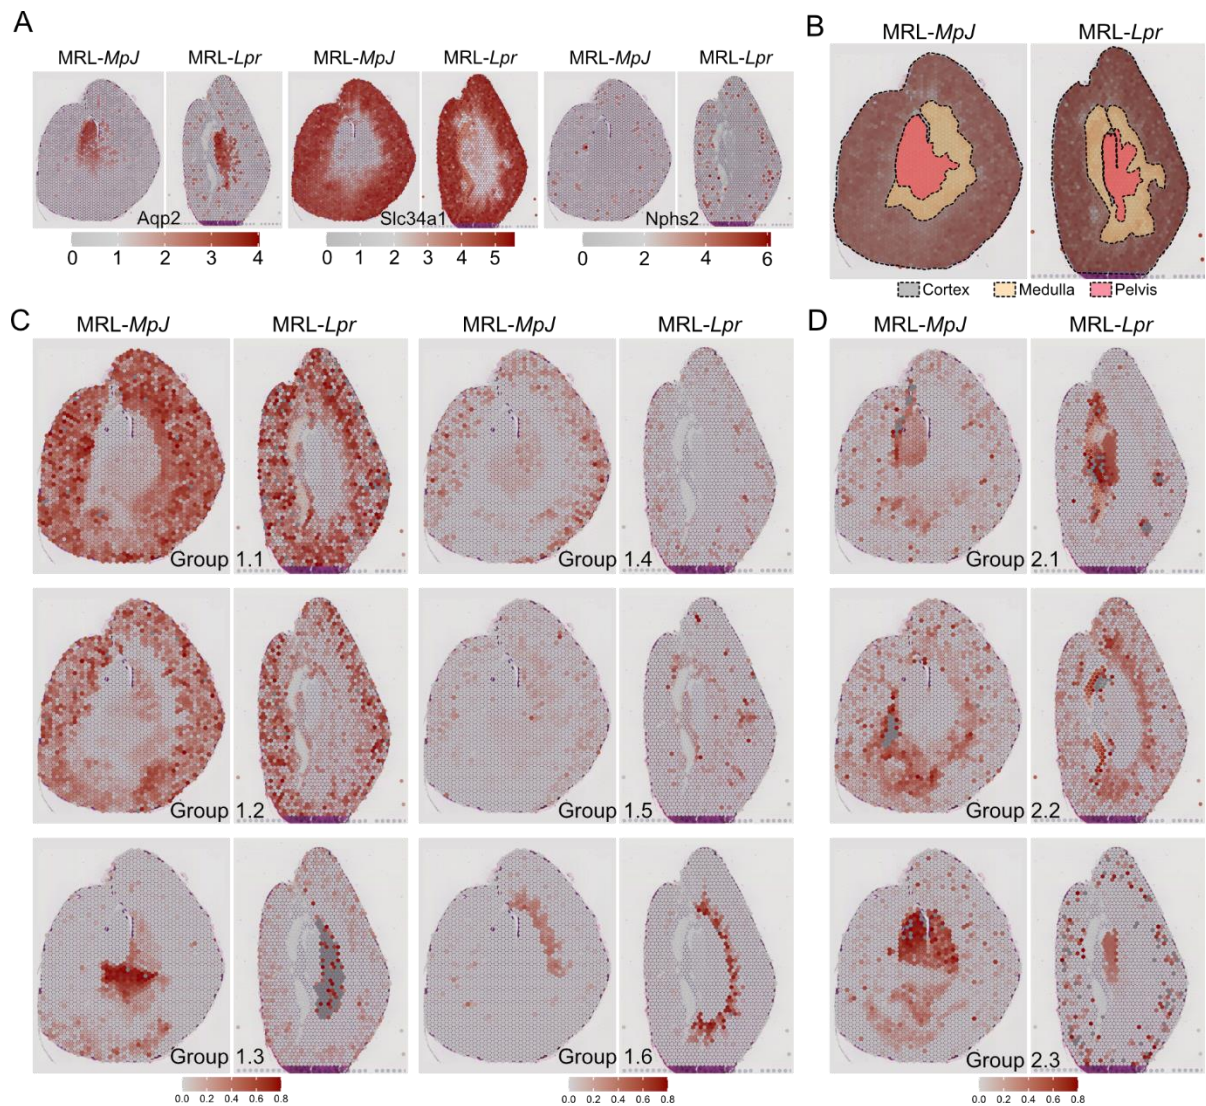 A
MRL-MpJ MRL-Lpr MRL-MpJ MRL-Lpr MRL-MpJ MRL-Lpr
Aqp2 Slc34a1 Nphs2
0 1 2 3 4 0 1 2 3 4 5 0 2 4 6
B
MRL-MpJ MRL-Lpr
Cortex Medulla Pelvis
C
MRL-MpJ MRL-Lpr MRL-MpJ MRL-Lpr
Group 1.1 Group 1.4
Group 1.2 Group 1.5
Group 1.3 Group 1.6
0.0 0.2 0.4 0.6 0.8 0.0 0.2 0.4 0.6 0.8
D
MRL-MpJ MRL-Lpr
Group 2.1
Group 2.2
Group 2.3
0.0 0.2 0.4 0.6 0.8